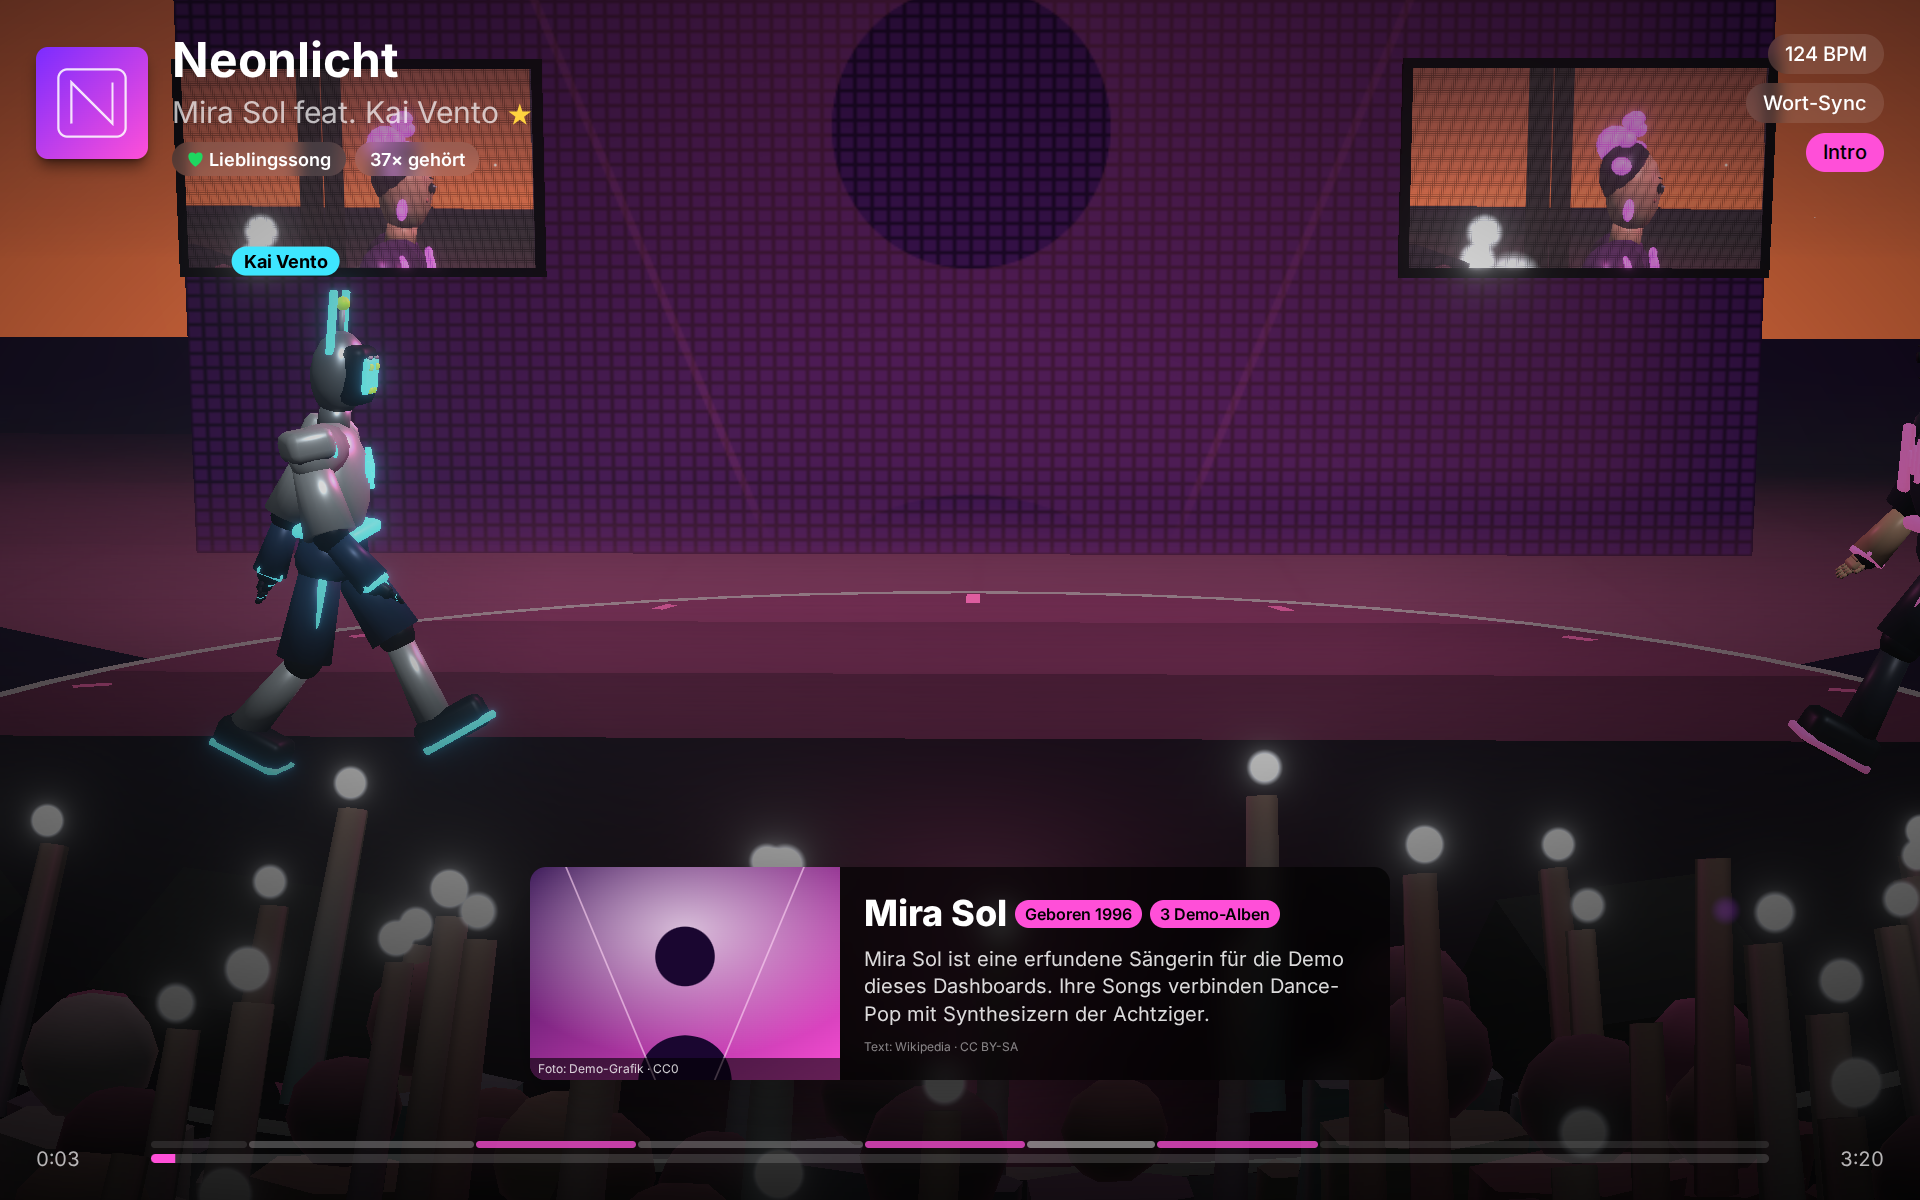 N
Neonlicht
Mira Sol feat. Kai Vento ★
Lieblingssong
37× gehört
124 BPM
Wort-Sync
Intro
Kai Vento
Mira Sol
Geboren 1996
3 Demo-Alben
Mira Sol ist eine erfundene Sängerin für die Demo
dieses Dashboards. Ihre Songs verbinden Dance-
Pop mit Synthesizern der Achtziger.
Text: Wikipedia · CC BY-SA
Foto: Demo-Grafik · CC0
0:03
3:20